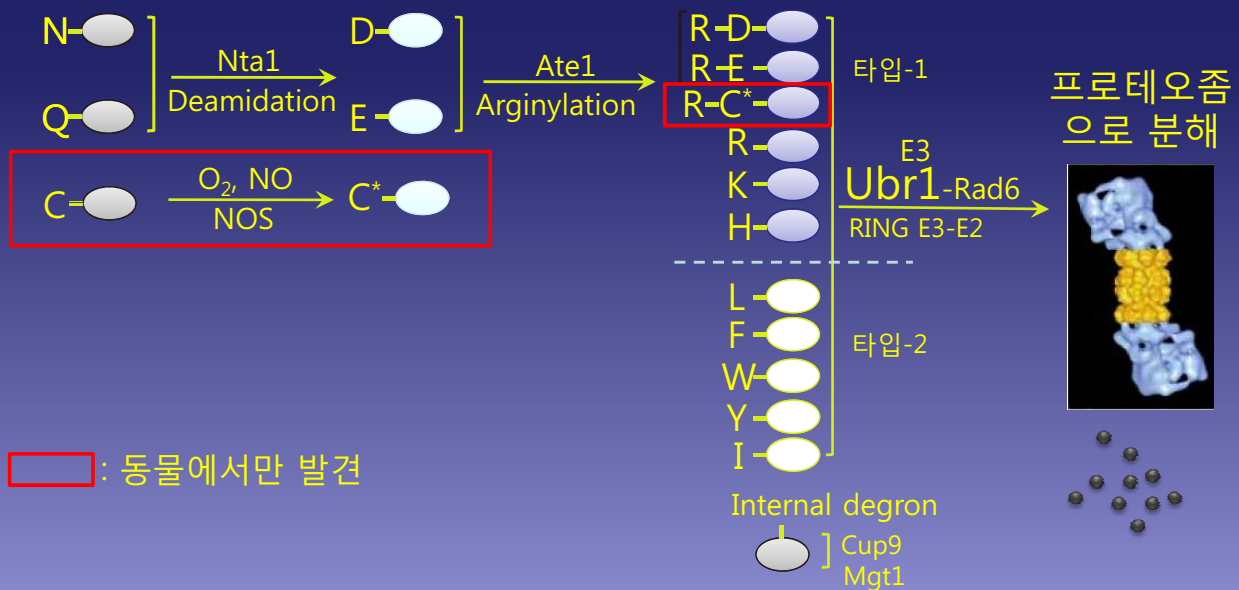 N
Q
Nta1
Deamidation
D
E
Ate1
Arginylation
C
O2, NO
NOS
C*
R-D-
R-E-
R-C*-
R
K
H
타입-1
L
F
W
Y
I
타입-2
E3
Ubr1-Rad6
RING E3-E2
프로테오좀
으로 분해
: 동물에서만 발견
Internal degron
Cup9
Mgt1